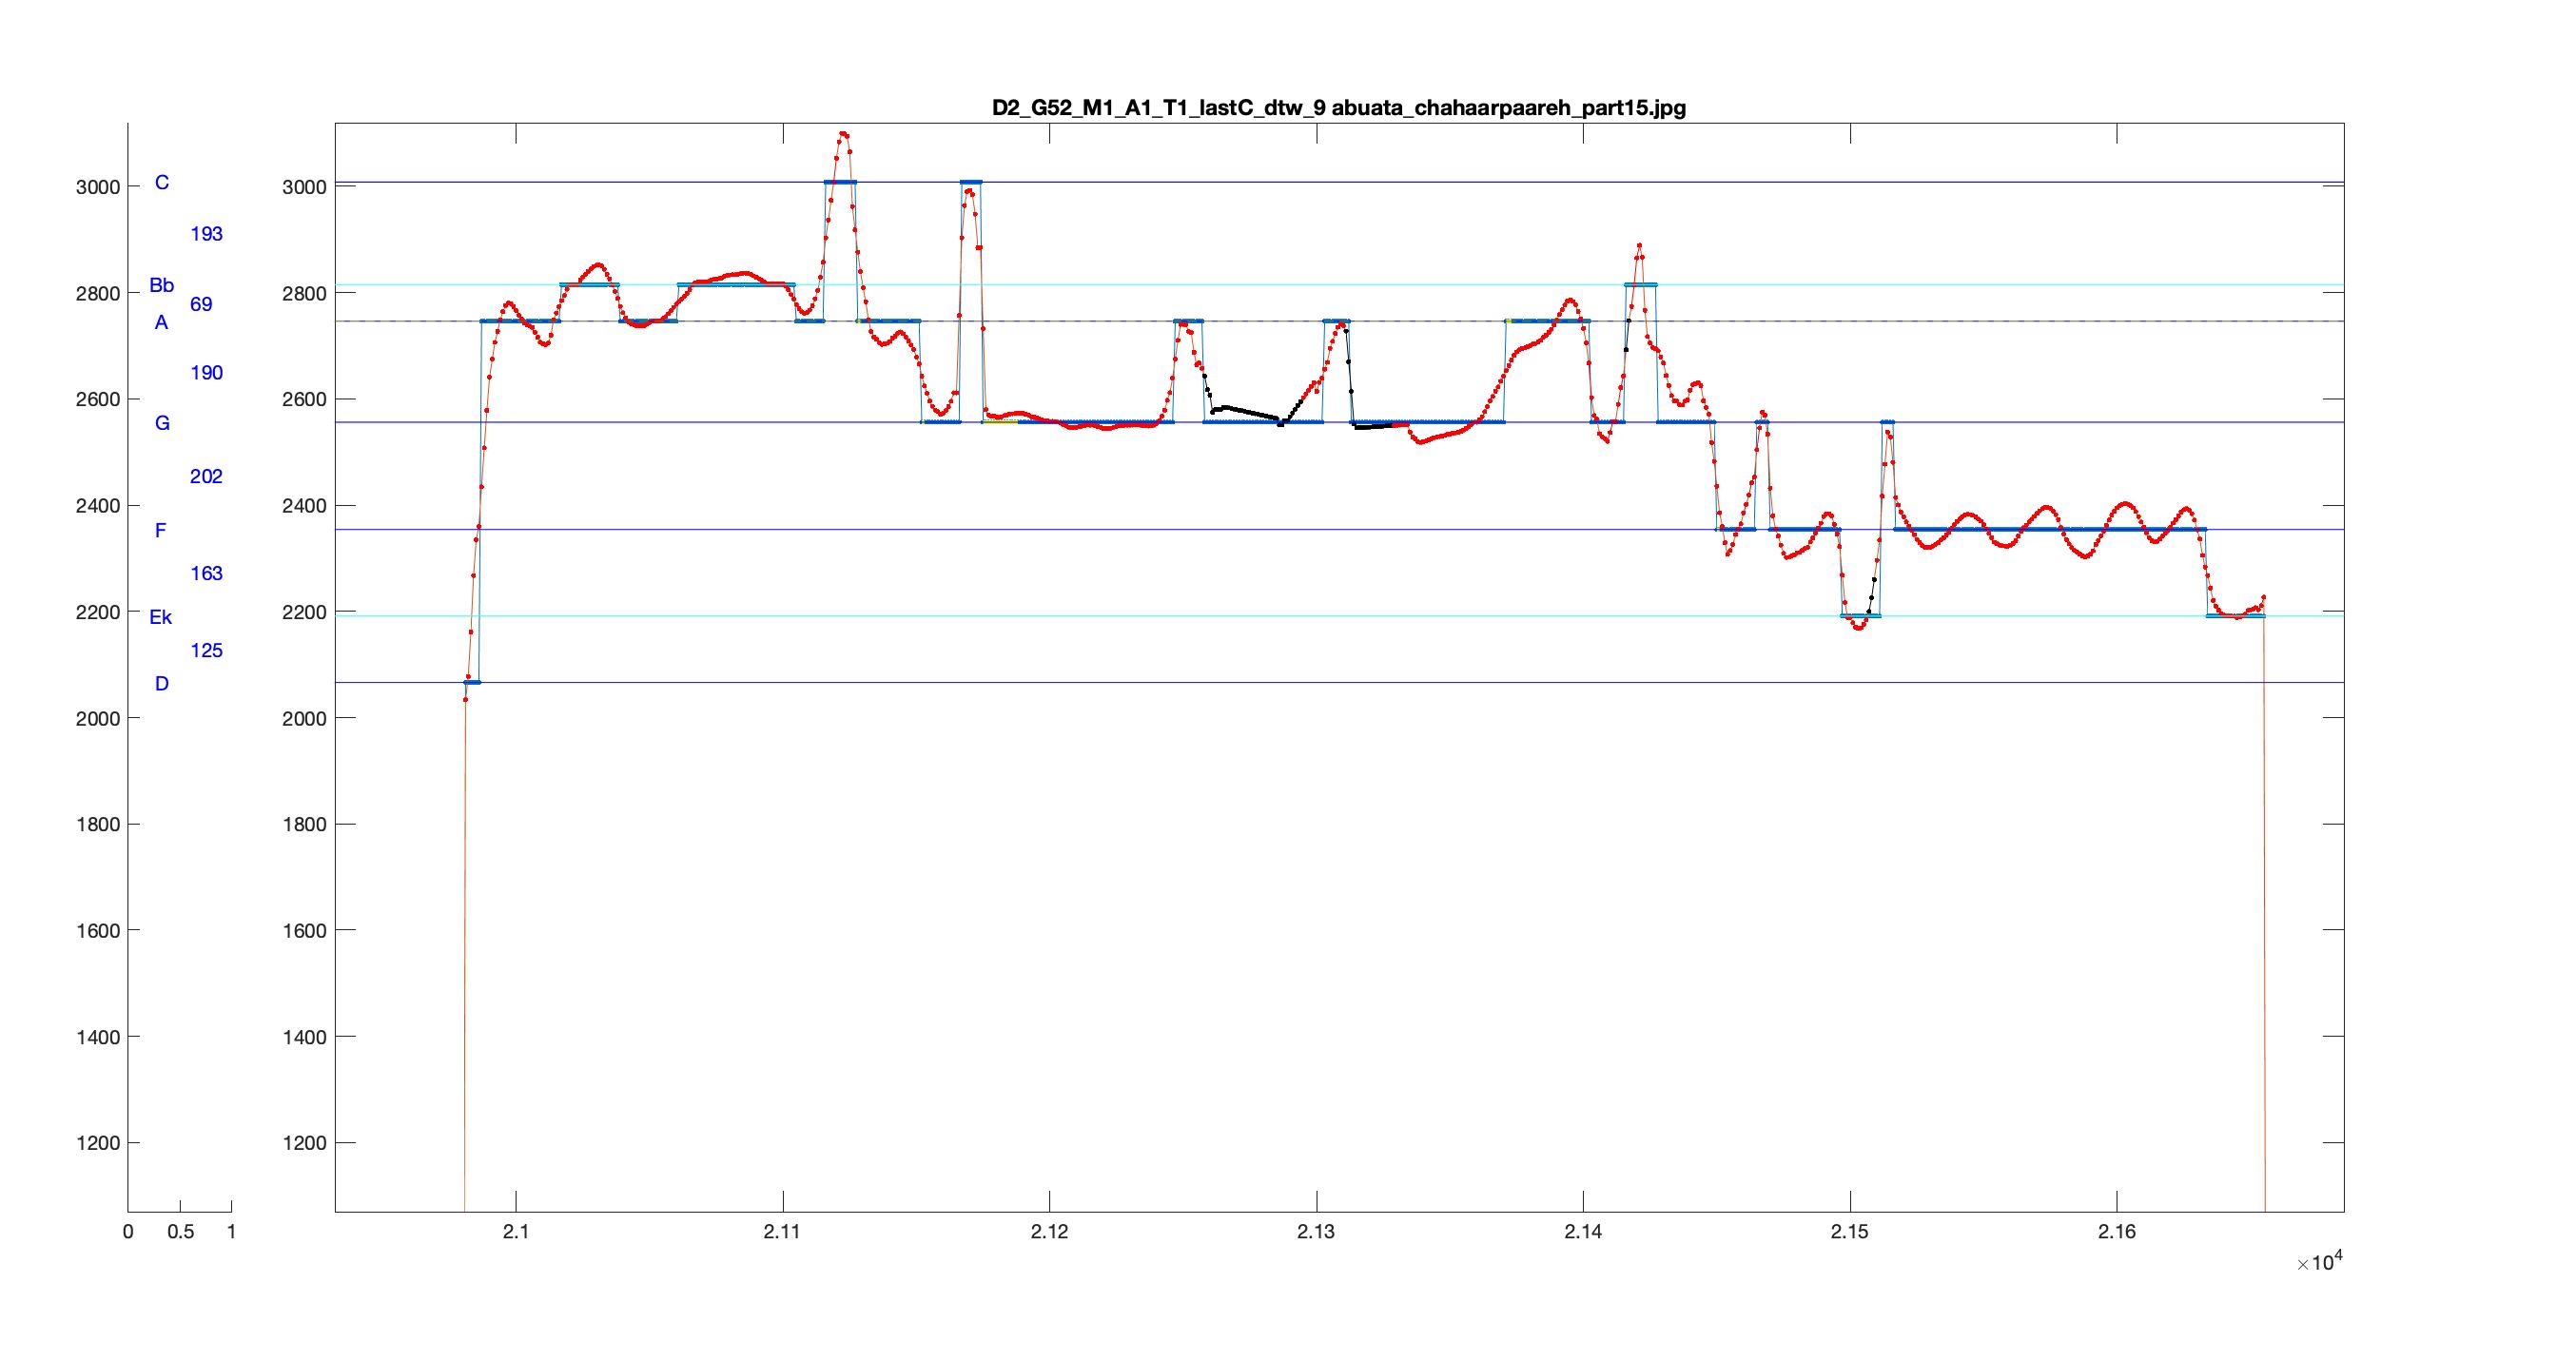 D2_G52_M1_A1_T1_lastC_dtw_9 abuata_chahaarpaareh_part15.jpg
3000 C 3000
193
Bb
2800 69 2800
A
190
2600 2600
G
202
2400 2400
F
163
2200 Ek 2200
125
D
2000 2000
1800 1800
1600 1600
1400 1400
1200 1200
0 0.5 1 2.1 2.11 2.12 2.13 2.14 2.15 2.16
×10^4